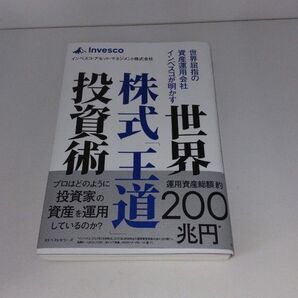 Invesco
インベスコ・アセット・マネジメント株式会社
世界屈指の
資産運用会社
インベスコが明かす
世界
株式「王道」
投資術
プロはどのように
投資家の
資産を運用
しているのか?
運用資産総額約
200
兆円*